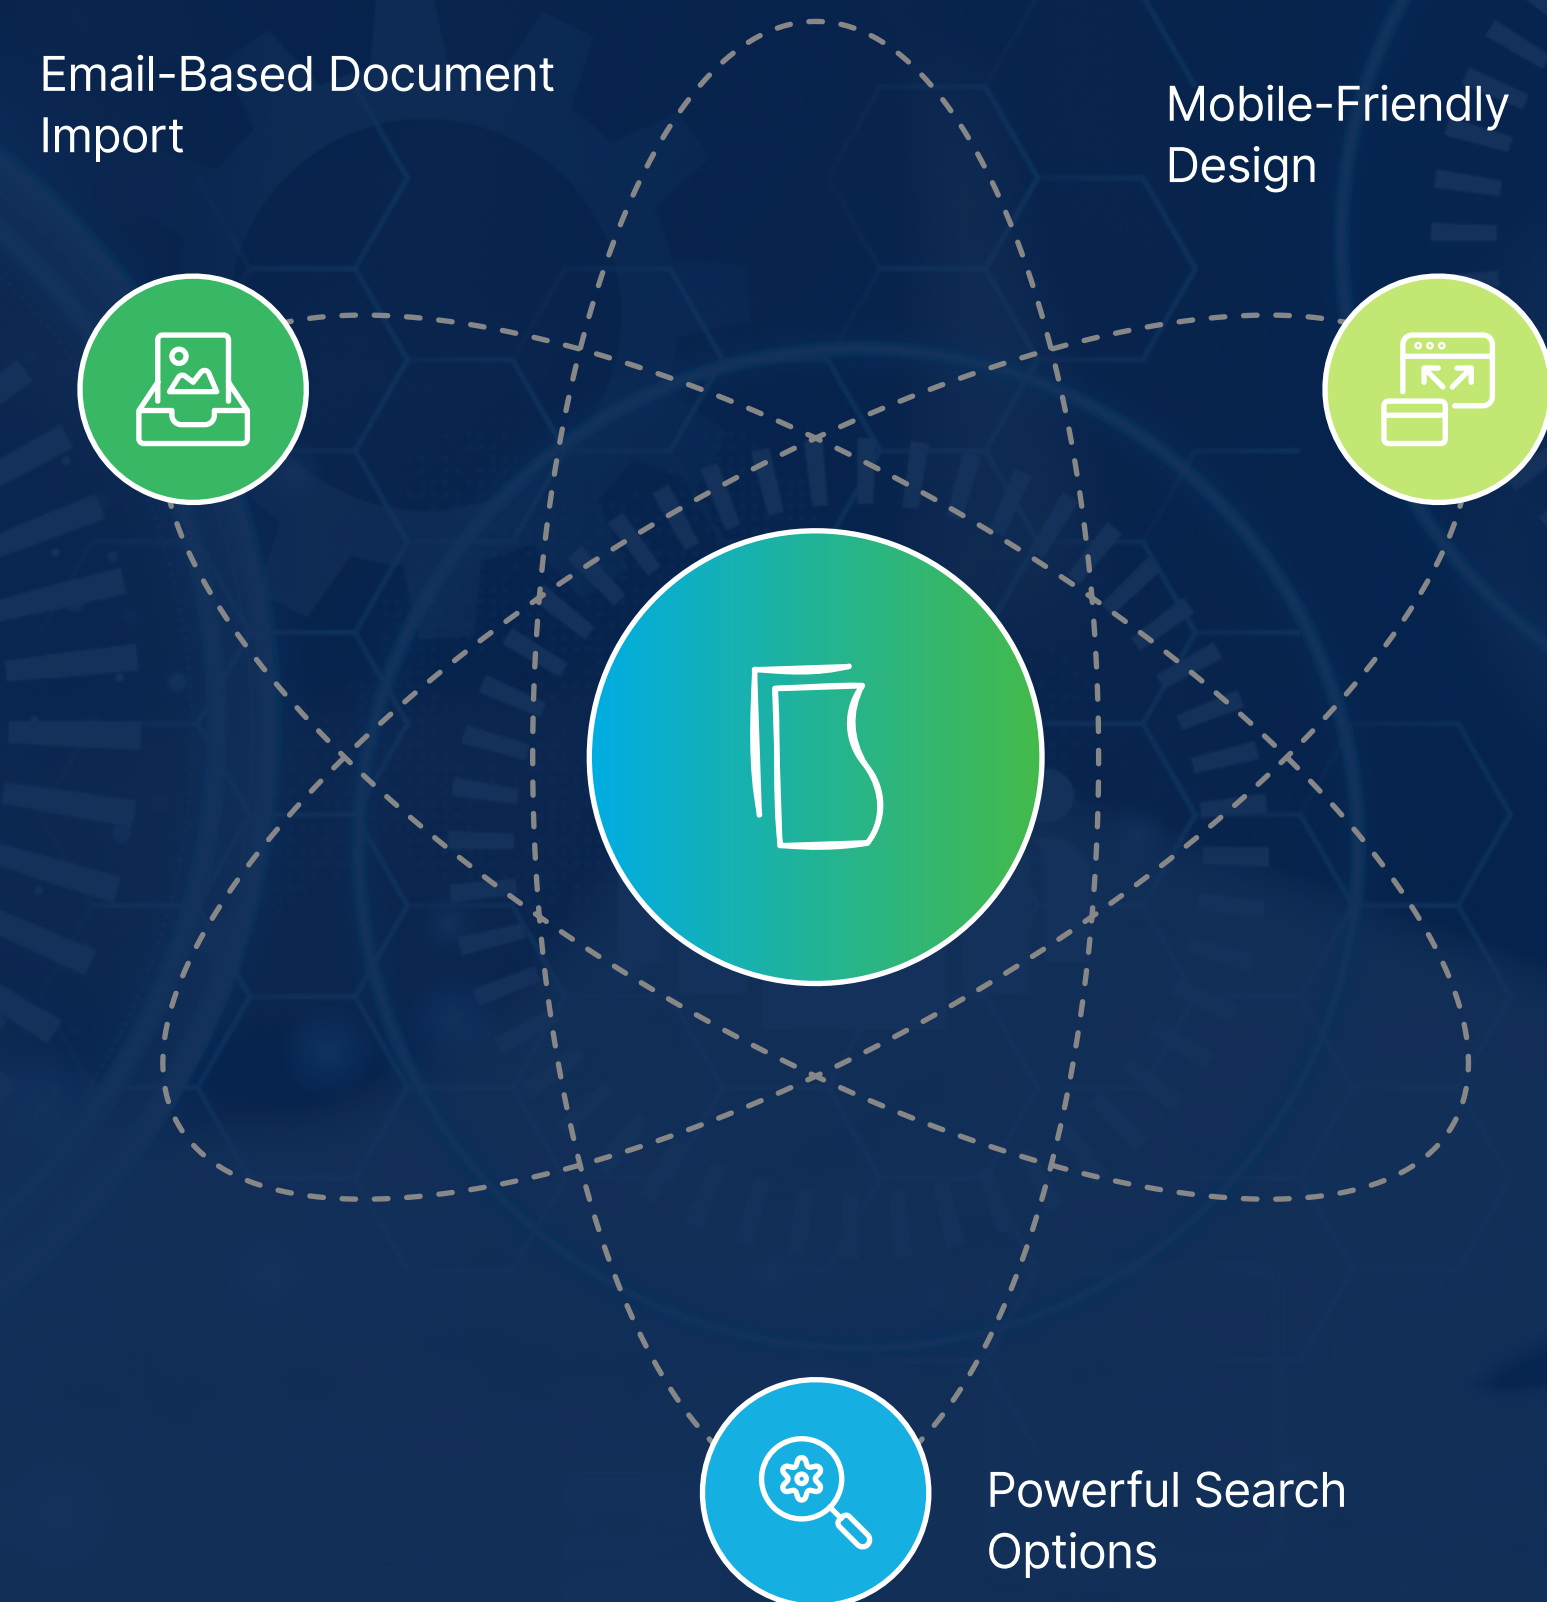 Email-Based Document
Import
Mobile-Friendly
Design
Powerful Search
Options